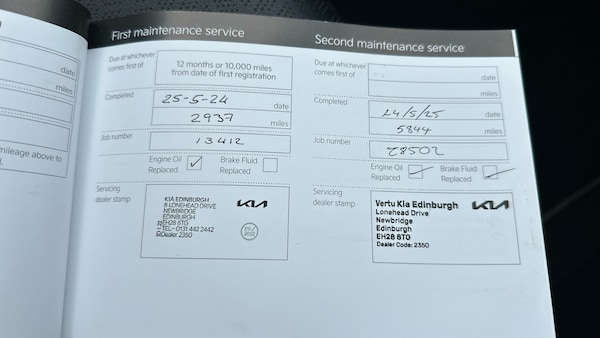 First maintenance service
Due at whichever
comes first of
12 months or 10,000 miles
from date of first registration
Completed
25-5-24
date
2937
miles
Job number
13412
Engine Oil
Replaced
Brake Fluid
Replaced
Servicing
dealer stamp
KIA EDINBURGH
8 LONEHEAD DRIVE
NEWBRIDGE
EDINBURGH
EH28 8TG
TEL- 0131 442 2442
Dealer 2350
KIA
Second maintenance service
Due at whichever
comes first of
date
miles
Completed
24/5/25
date
5844
miles
Job number
28502
Engine Oil
Replaced
Brake Fluid
Replaced
Servicing
dealer stamp
Vertu Kia Edinburgh
Lonehead Drive
Newbridge
Edinburgh
EH28 8TG
Dealer Code: 2350
KIA
date
miles
mileage above to